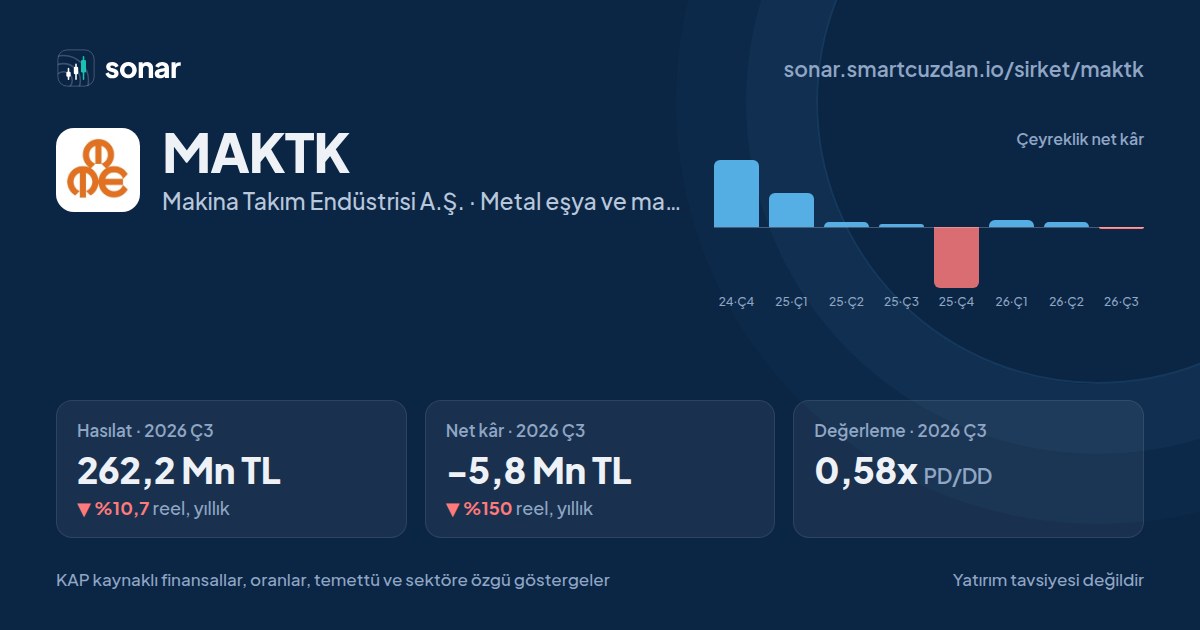 sonar
sonar.smartcuzdan.io/sirket/maktk
MAKTK
Makina Takım Endüstrisi A.Ş. · Metal eşya ve ma...
Çeyreklik net kâr
24·Ç4 25·Ç1 25·Ç2 25·Ç3 25·Ç4 26·Ç1 26·Ç2 26·Ç3
Hasılat · 2026 Ç3
262,2 Mn TL
▼ %10,7 reel, yıllık
Net kâr · 2026 Ç3
−5,8 Mn TL
▼ %150 reel, yıllık
Değerleme · 2026 Ç3
0,58x PD/DD
KAP kaynaklı finansallar, oranlar, temettü ve sektöre özgü göstergeler
Yatırım tavsiyesi değildir